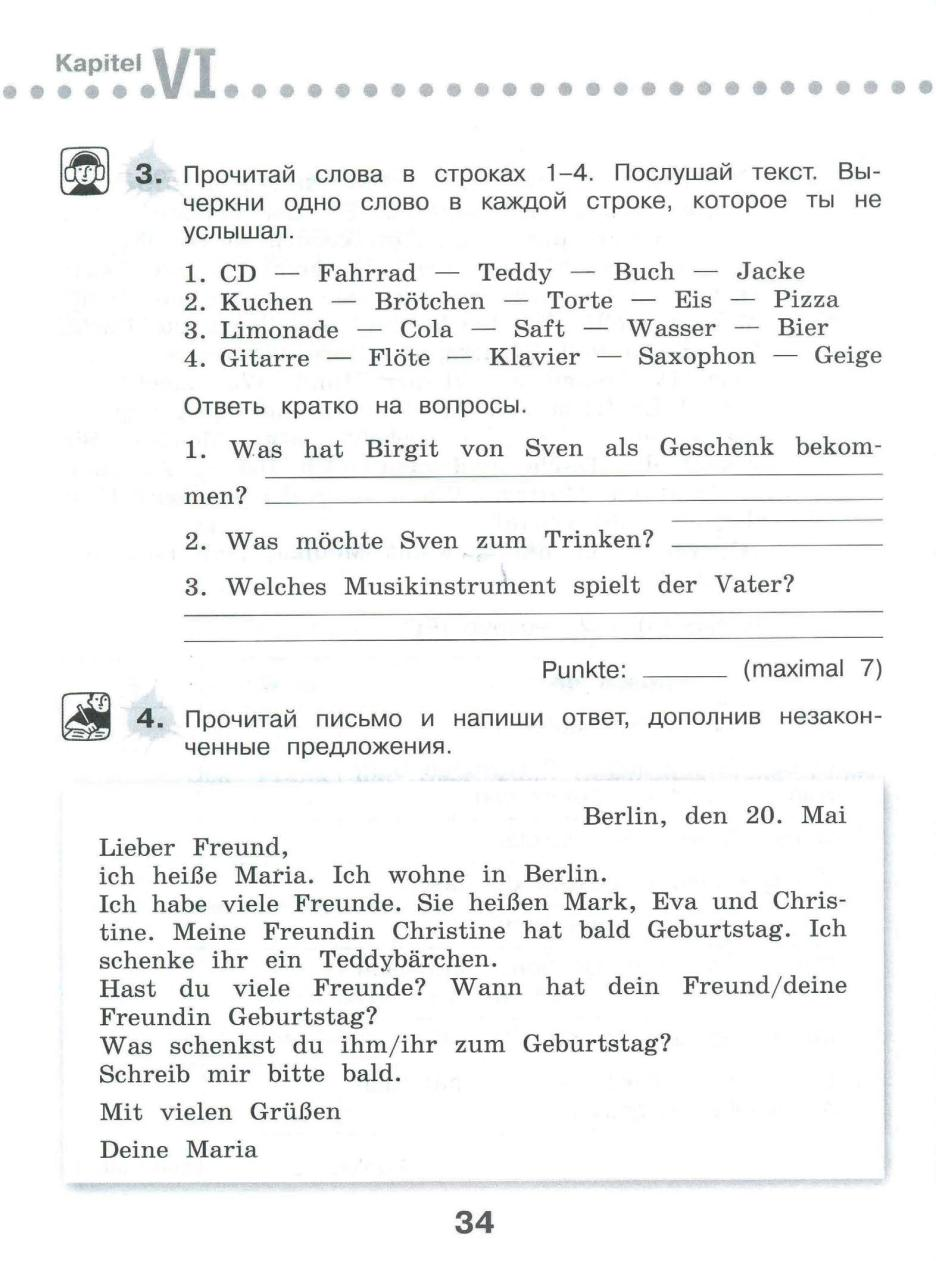 Kapitel VI
3. Прочитай слова в строках 1–4. Послушай текст. Вы-
черкни одно слово в каждой строке, которое ты не
услышал.
1. CD — Fahrrad — Teddy — Buch — Jacke
2. Kuchen — Brötchen — Torte — Eis — Pizza
3. Limonade — Cola — Saft — Wasser — Bier
4. Gitarre — Flöte — Klavier — Saxophon — Geige
Ответь кратко на вопросы.
1. Was hat Birgit von Sven als Geschenk bekom-
men?
2. Was möchte Sven zum Trinken?
3. Welches Musikinstrument spielt der Vater?
Punkte: ______ (maximal 7)
4. Прочитай письмо и напиши ответ, дополнив незакон-
ченные предложения.
Berlin, den 20. Mai
Lieber Freund,
ich heiße Maria. Ich wohne in Berlin.
Ich habe viele Freunde. Sie heißen Mark, Eva und Chris-
tine. Meine Freundin Christine hat bald Geburtstag. Ich
schenke ihr ein Teddybärchen.
Hast du viele Freunde? Wann hat dein Freund/deine
Freundin Geburtstag?
Was schenkst du ihm/ihr zum Geburtstag?
Schreib mir bitte bald.
Mit vielen Grüßen
Deine Maria
34